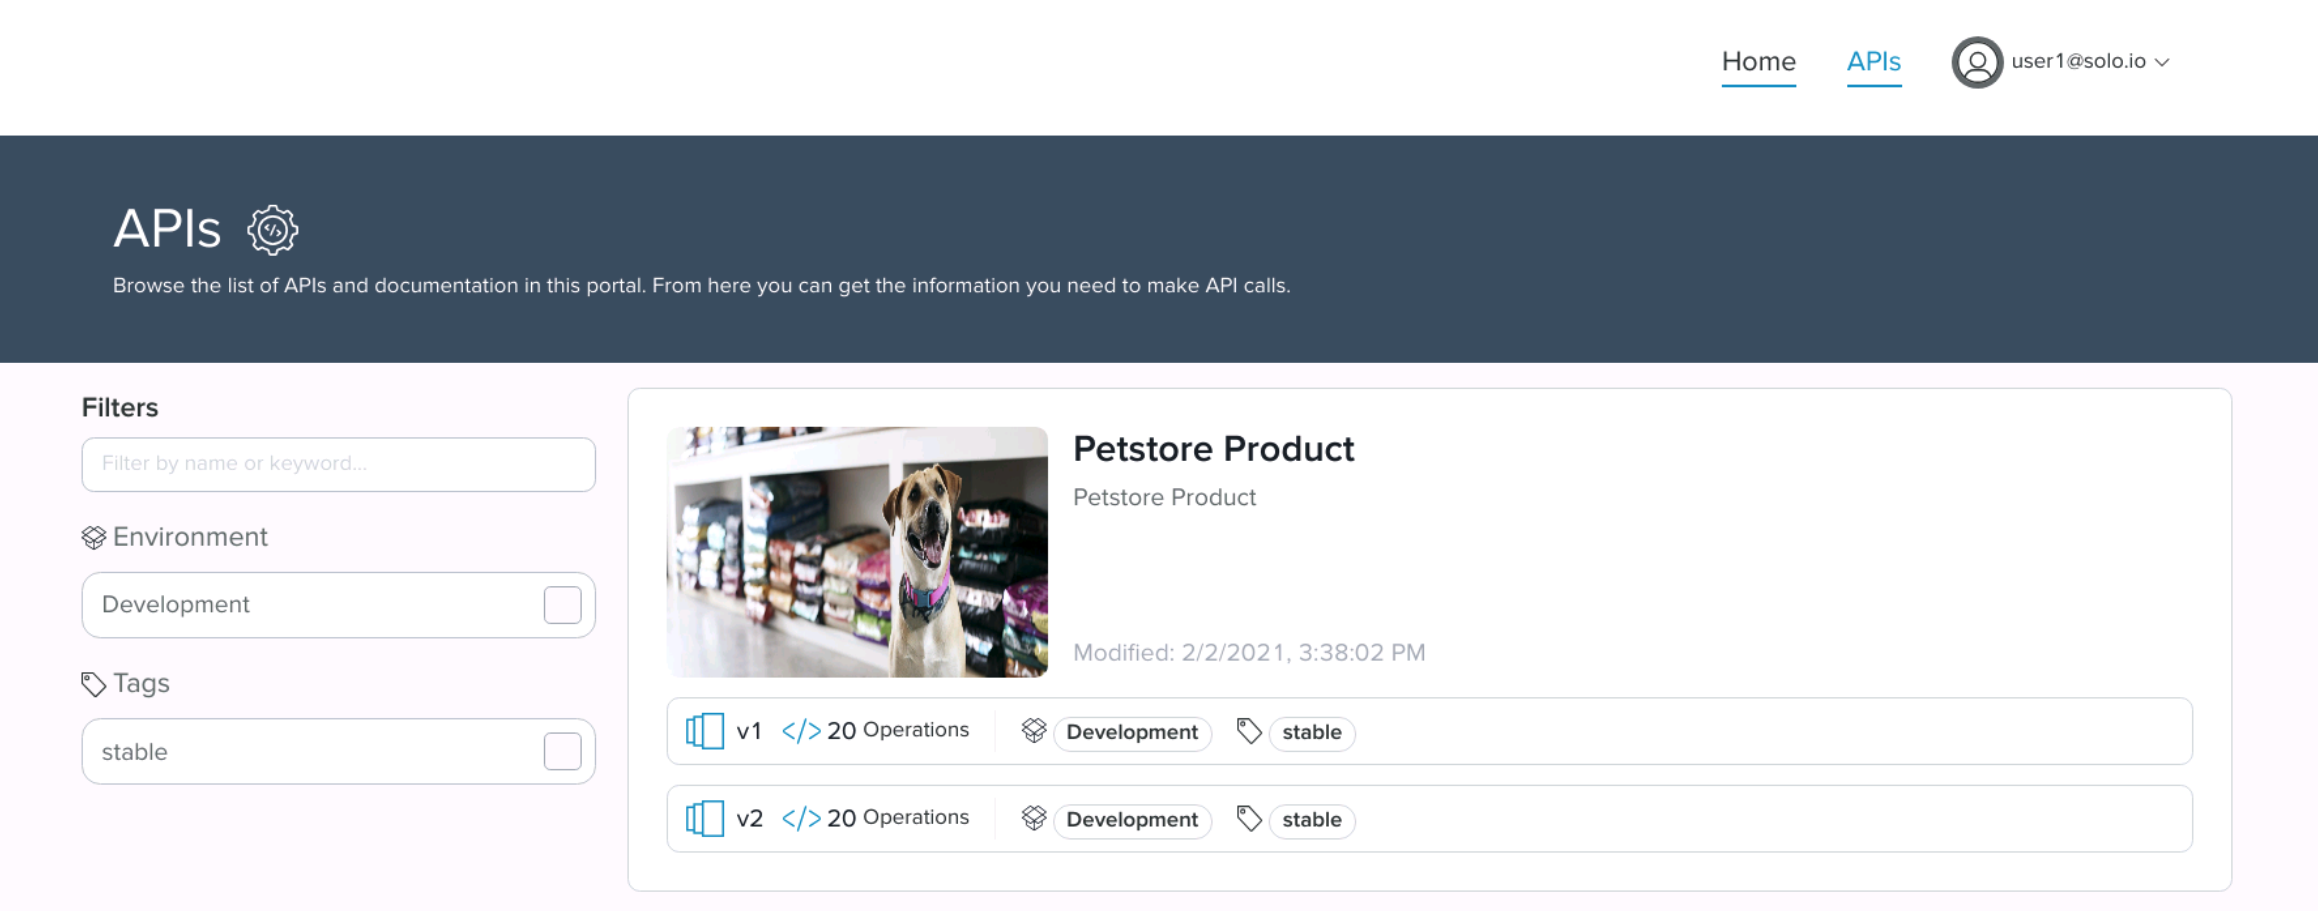 Home APIs user1@solo.io
APIs
Browse the list of APIs and documentation in this portal. From here you can get the information you need to make API calls.
Filters
Filter by name or keyword...
Environment
Development
Tags
stable
Petstore Product
Petstore Product
Modified: 2/2/2021, 3:38:02 PM
v1 </> 20 Operations Development stable
v2 </> 20 Operations Development stable